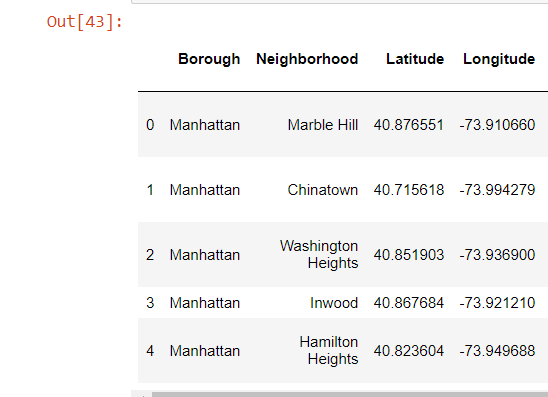 Out[43]:
Borough Neighborhood Latitude Longitude
0 Manhattan Marble Hill 40.876551 -73.910660
1 Manhattan Chinatown 40.715618 -73.994279
2 Manhattan Washington Heights 40.851903 -73.936900
3 Manhattan Inwood 40.867684 -73.921210
4 Manhattan Hamilton Heights 40.823604 -73.949688